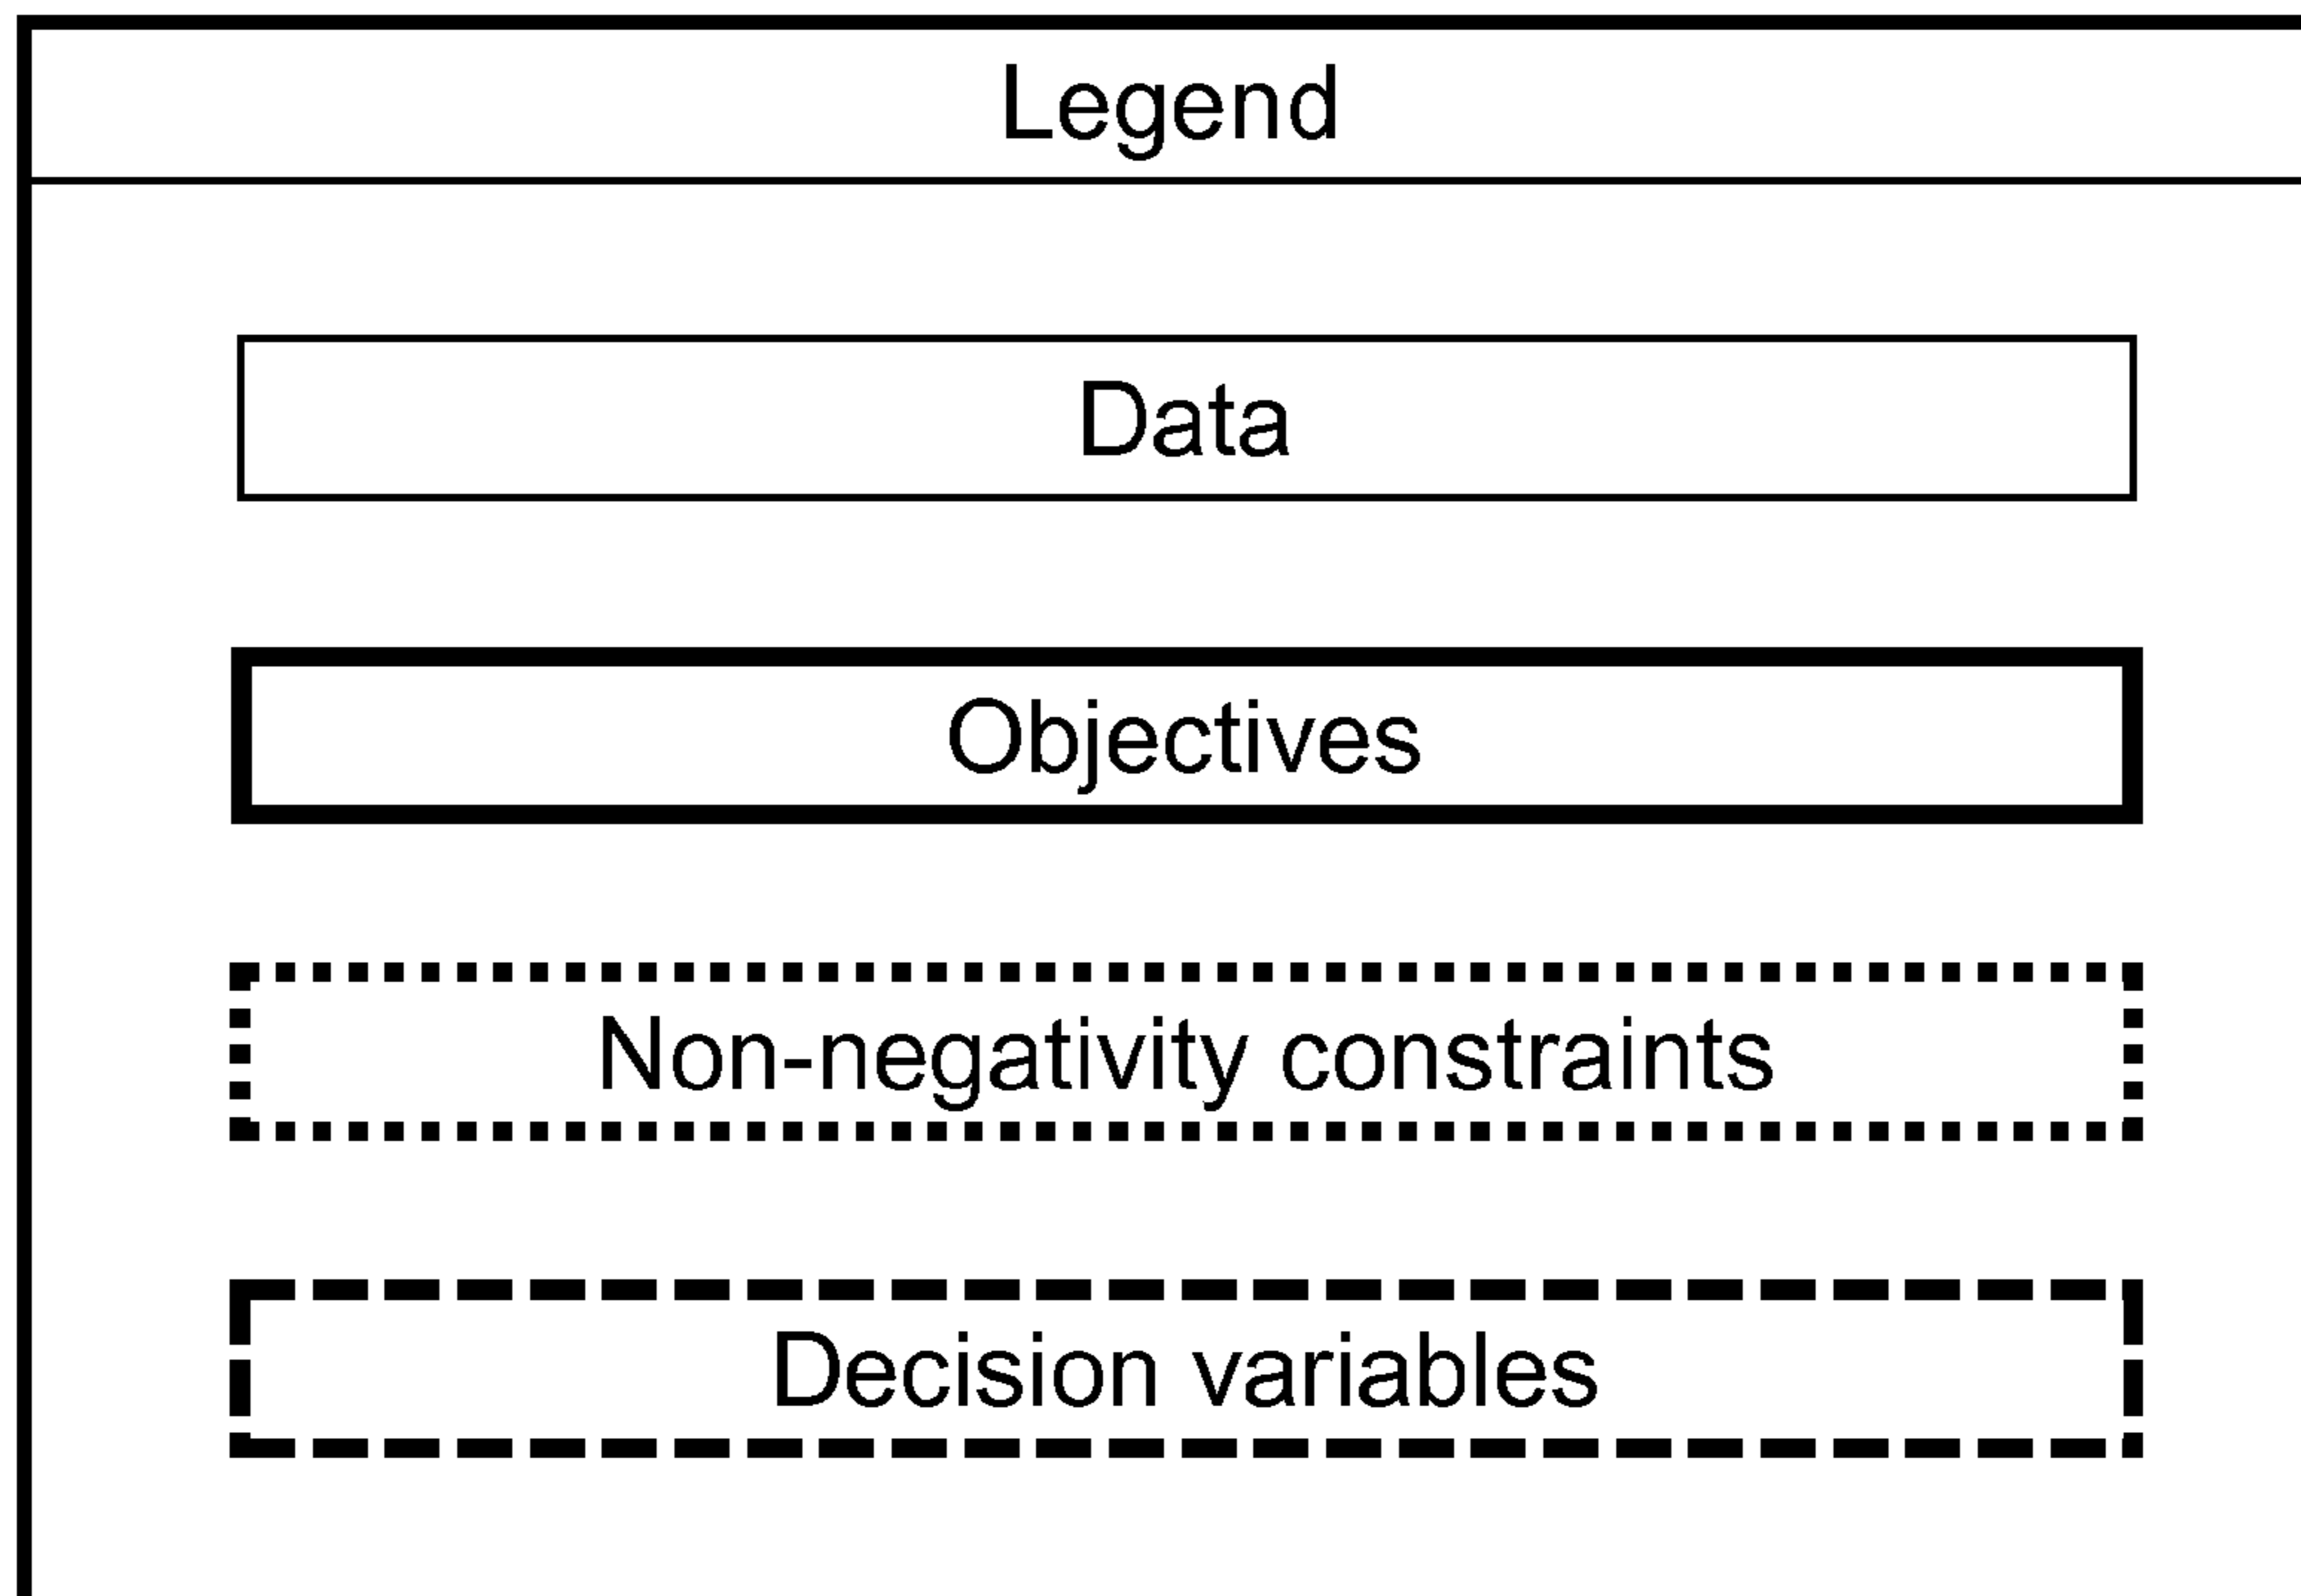 Legend
Data
Objectives
Non-negativity constraints
Decision variables